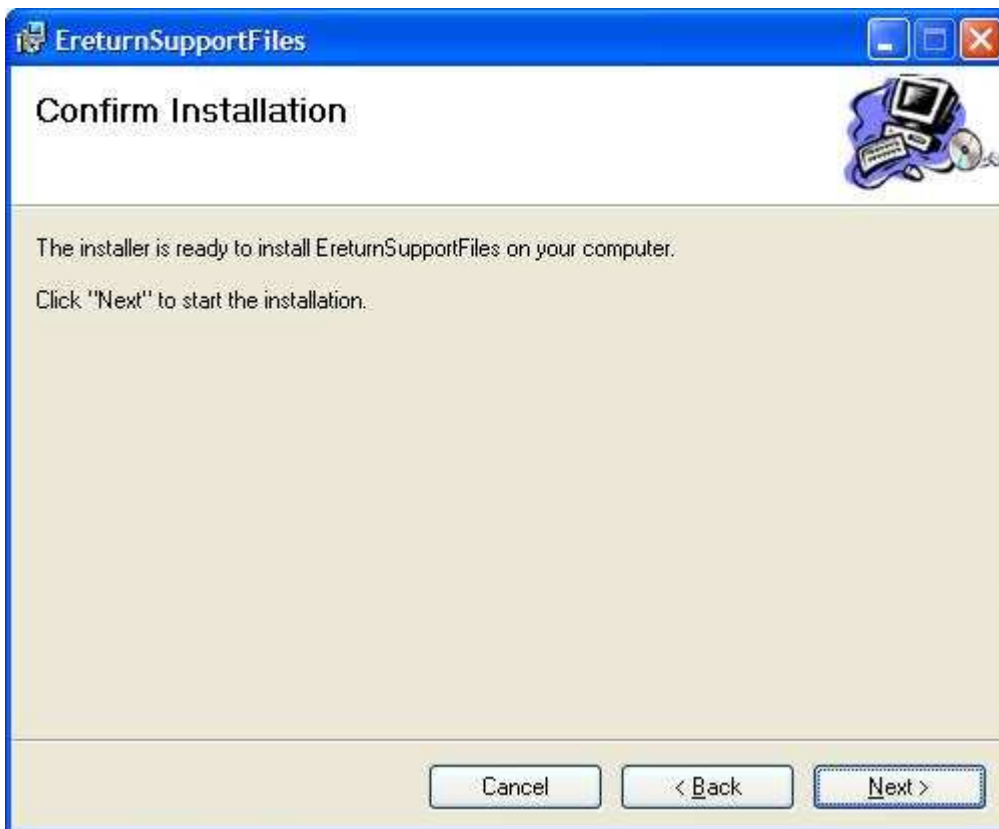 EreturnSupportFiles
Confirm Installation
The installer is ready to install EreturnSupportFiles on your computer.
Click "Next" to start the installation.
Cancel
< Back
Next >